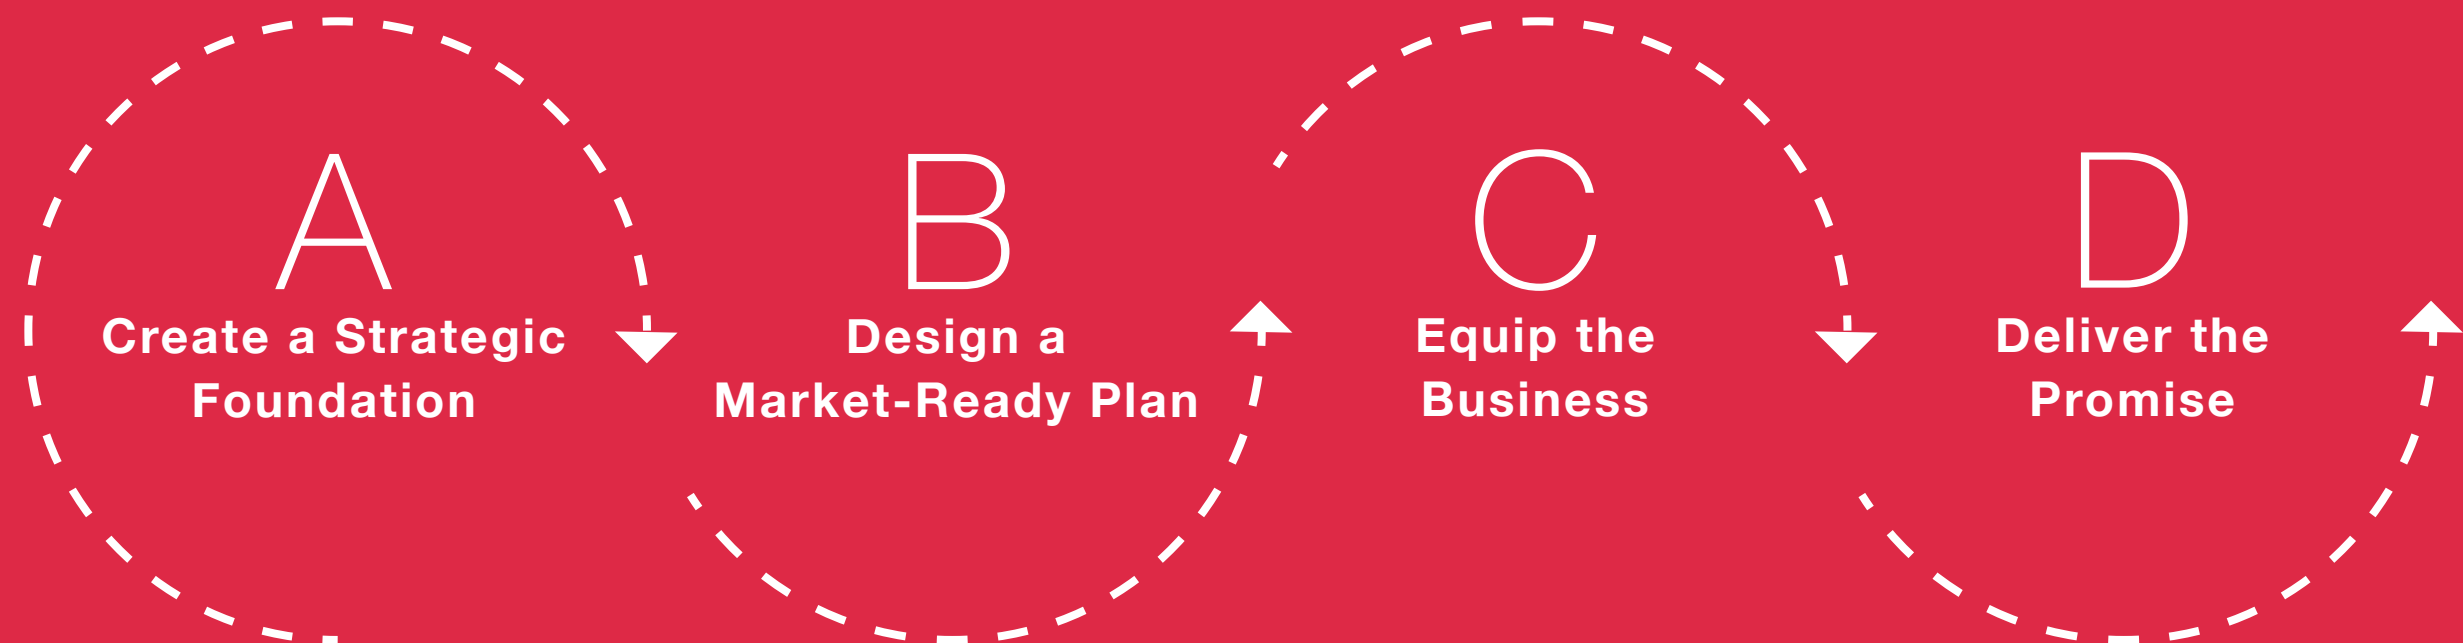 A
Create a Strategic
Foundation
B
Design a
Market-Ready Plan
C
Equip the
Business
D
Deliver the
Promise